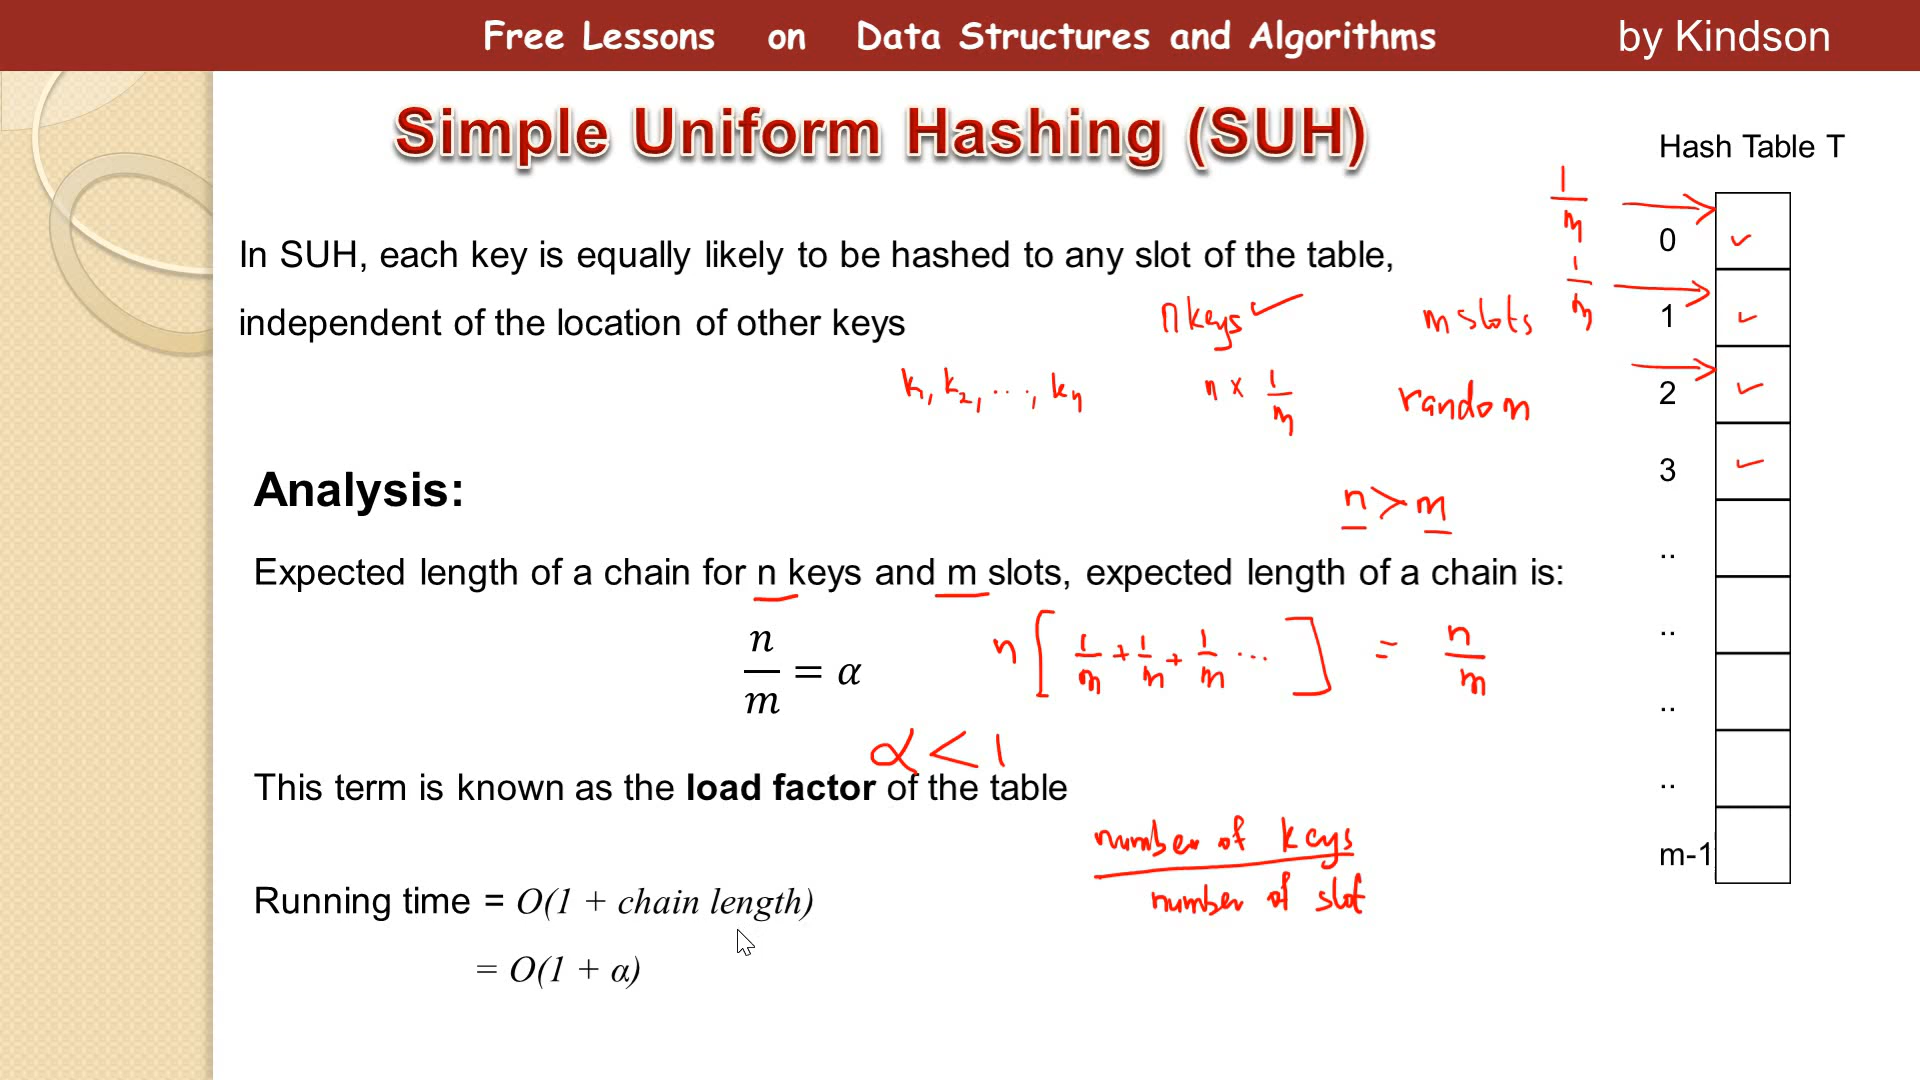 Free Lessons on Data Structures and Algorithms by Kindson
Simple Uniform Hashing (SUH)
Hash Table T
In SUH, each key is equally likely to be hashed to any slot of the table,
independent of the location of other keys
n keys ✓ m slots
k1, k2, ..., kn
n × 1/m
random
1/m → 0 ✓
1/m → 1 ✓
→ 2 ✓
3 ✓
..
..
..
..
m-1
Analysis:
n > m
Expected length of a chain for n keys and m slots, expected length of a chain is:
n/m = α
n [ 1/m + 1/m + 1/m ... ] = n/m
α < 1
This term is known as the load factor of the table
number of keys
number of slot
Running time = O(1 + chain length)
= O(1 + α)